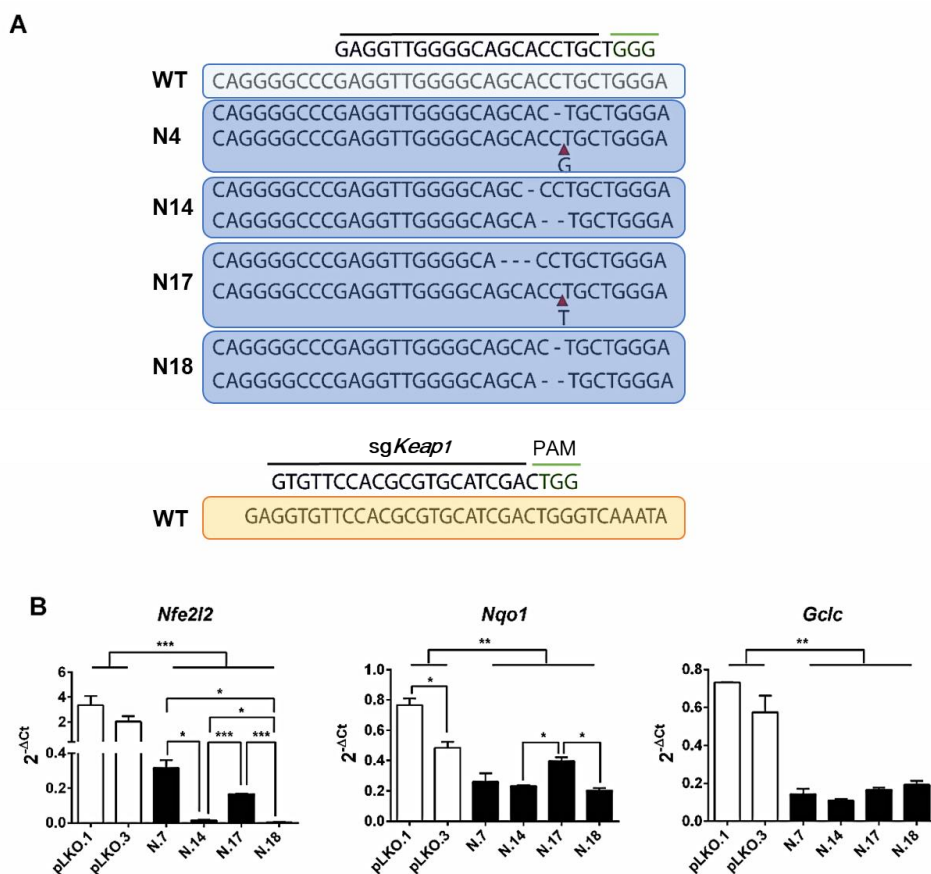 A
GAGGTTGGGGCAGCACCTGCTGGG
WT CAGGGGCCCGAGGTTGGGGCAGCACCTGCTGGGA
N4
CAGGGGCCCGAGGTTGGGGCAGCAC-TGCTGGGA
CAGGGGCCCGAGGTTGGGGCAGCACCTGCTGGGA
G
N14
CAGGGGCCCGAGGTTGGGGCAGC-CCTGCTGGGA
CAGGGGCCCGAGGTTGGGGCAGCA--TGCTGGGA
N17
CAGGGGCCCGAGGTTGGGGCA---CCTGCTGGGA
CAGGGGCCCGAGGTTGGGGCAGCACCTGCTGGGA
T
N18
CAGGGGCCCGAGGTTGGGGCAGCAC-TGCTGGGA
CAGGGGCCCGAGGTTGGGGCAGCA--TGCTGGGA
sgKeap1 PAM
GTGTTCCACGCGTGCATCGACTGG
WT GAGGTGTTCCACGCGTGCATCGACTGGGTCAAATA
B
Nfe2l2
***
*
*
* *** ***
6
4
2
0.4
0.2
0.0
2-ΔCt
pLKO.1 pLKO.3 N.7 N.14 N.17 N.18
Nqo1
**
*
* *
1.0
0.8
0.6
0.4
0.2
0.0
2-ΔCt
pLKO.1 pLKO.3 N.7 N.14 N.17 N.18
Gclc
**
0.8
0.6
0.4
0.2
0.0
2-ΔCt
pLKO.1 pLKO.3 N.7 N.14 N.17 N.18